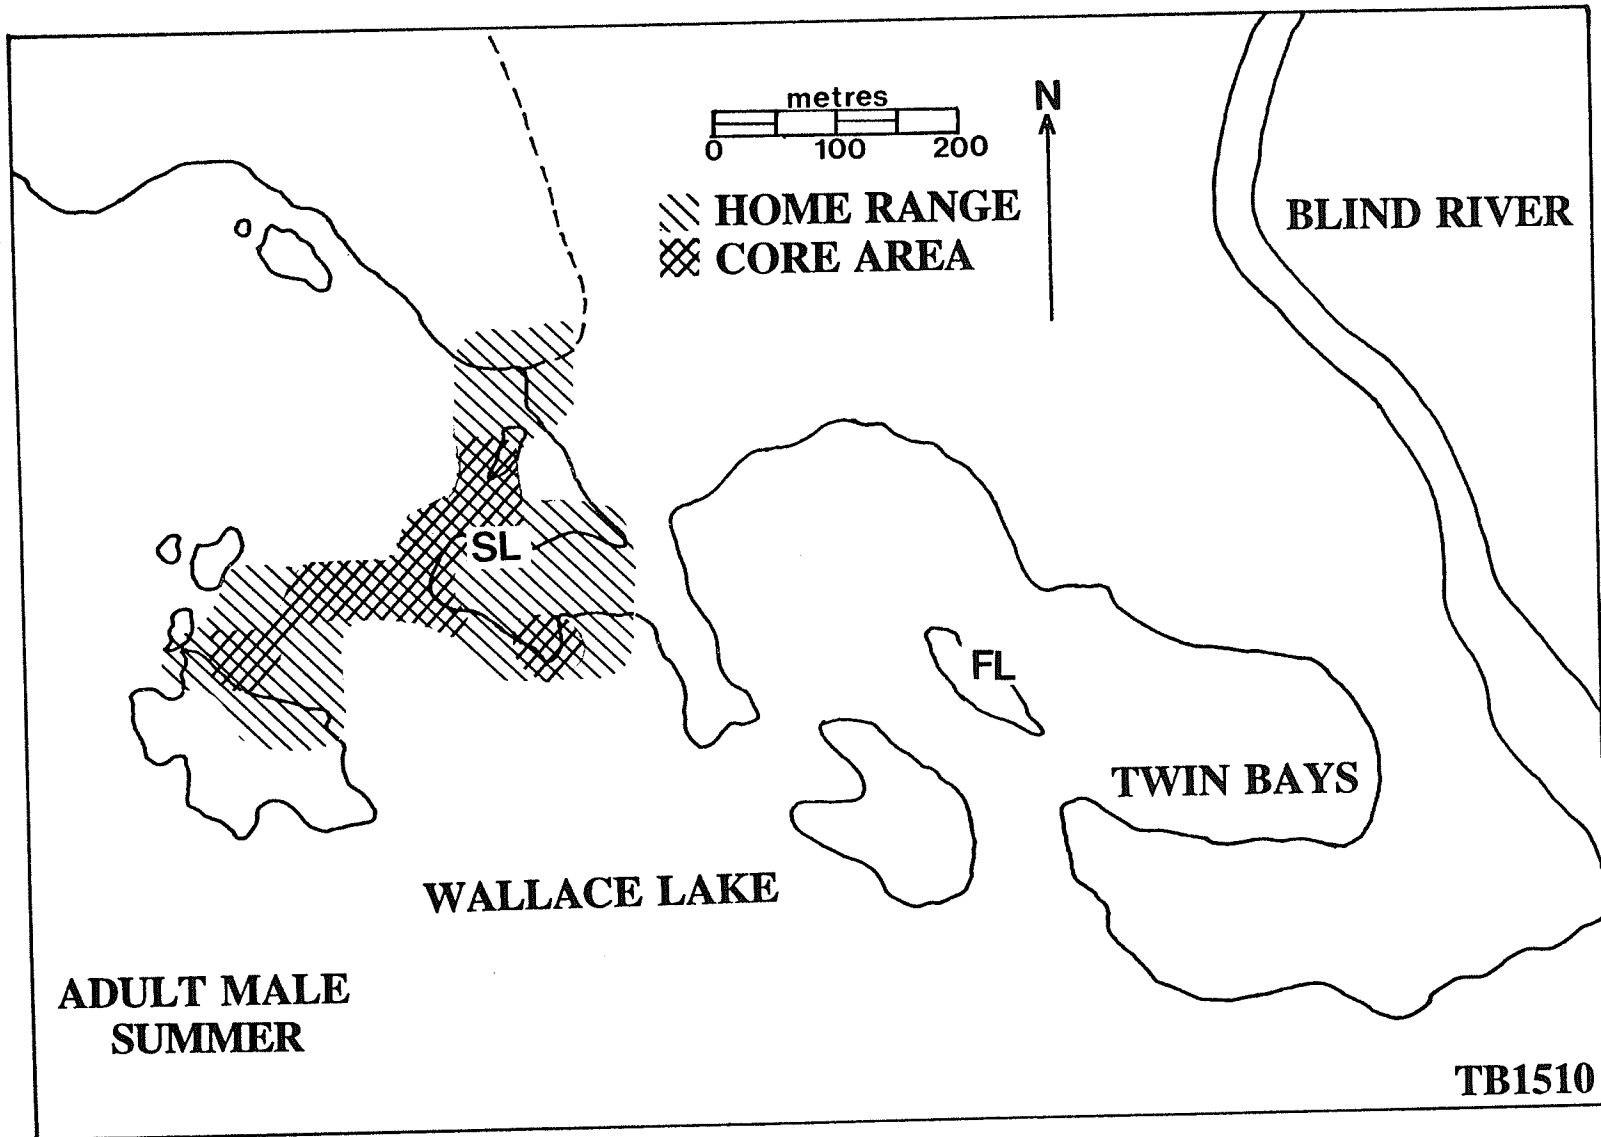 metres
0 100 200
N
HOME RANGE
CORE AREA
BLIND RIVER
SL
FL
TWIN BAYS
WALLACE LAKE
ADULT MALE
SUMMER
TB1510